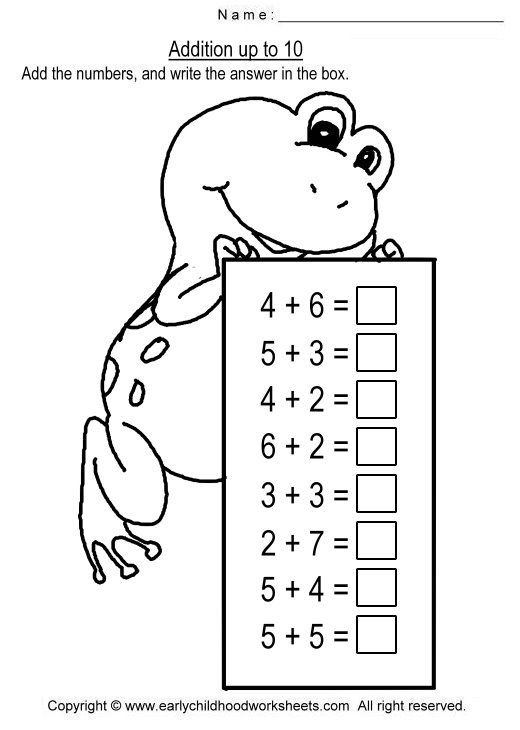 Name:
Addition up to 10
Add the numbers, and write the answer in the box.
4 + 6 =
5 + 3 =
4 + 2 =
6 + 2 =
3 + 3 =
2 + 7 =
5 + 4 =
5 + 5 =
Copyright © www.earlychildhoodworksheets.com All right reserved.